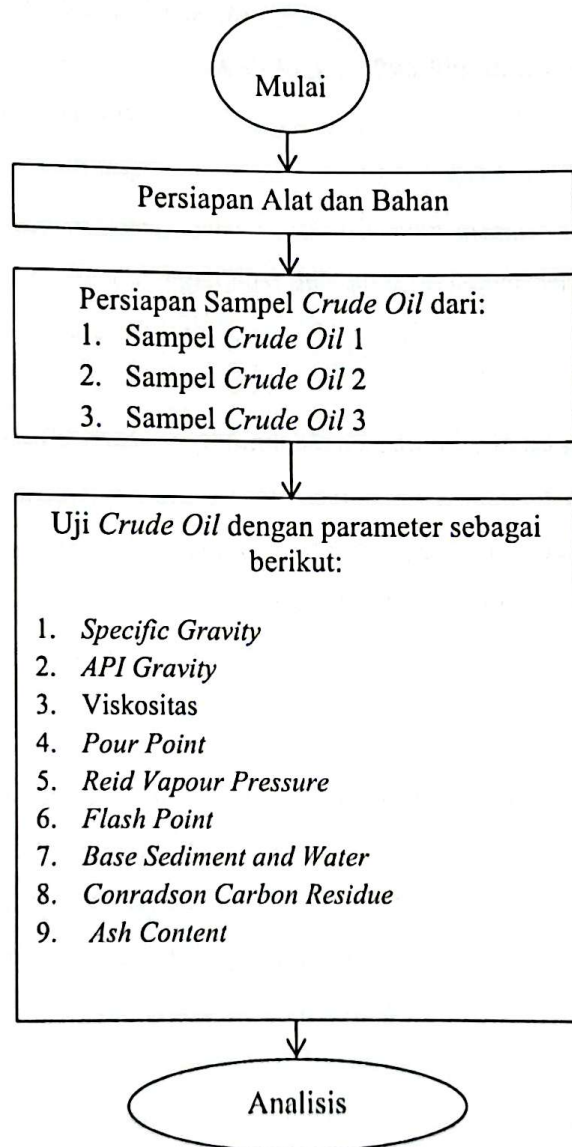 Mulai
Persiapan Alat dan Bahan
Persiapan Sampel Crude Oil dari:
1. Sampel Crude Oil 1
2. Sampel Crude Oil 2
3. Sampel Crude Oil 3
Uji Crude Oil dengan parameter sebagai
berikut:
1. Specific Gravity
2. API Gravity
3. Viskositas
4. Pour Point
5. Reid Vapour Pressure
6. Flash Point
7. Base Sediment and Water
8. Conradson Carbon Residue
9. Ash Content
Analisis